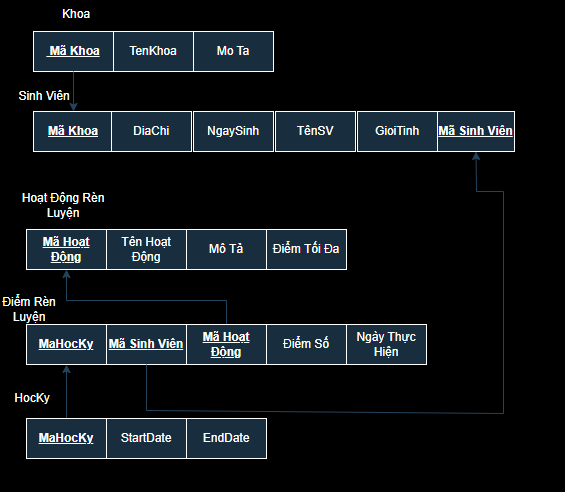 Khoa
Mã Khoa TenKhoa Mo Ta
Sinh Viên
Mã Khoa DiaChi NgaySinh TênSV GioiTinh Mã Sinh Viên
Hoạt Động Rèn
Luyện
Mã Hoạt
Động
Tên Hoạt
Động
Mô Tả
Điểm Tối Đa
Điểm Rèn
Luyện
MaHocKy
Mã Sinh Viên
Mã Hoạt
Động
Điểm Số
Ngày Thực
Hiện
HocKy
MaHocKy StartDate EndDate